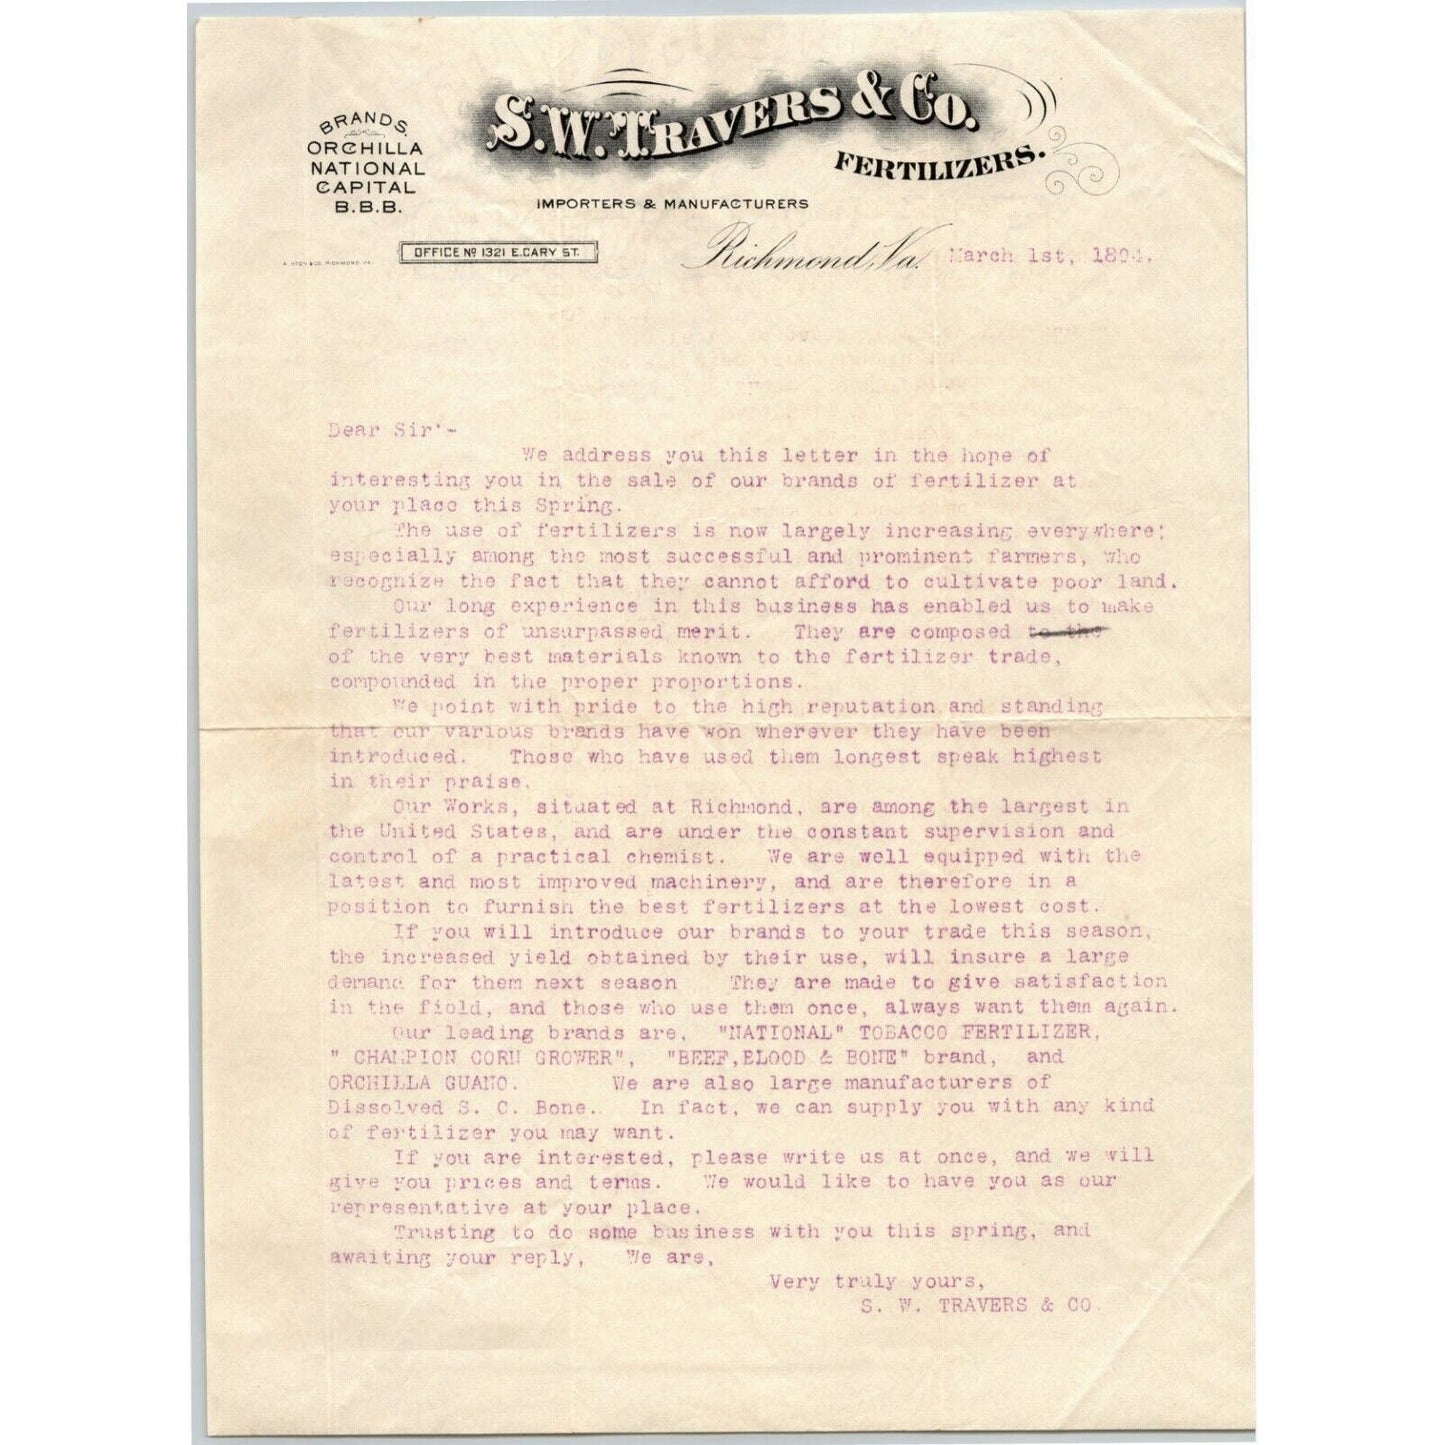 S.W. TRAVERS & CO.
FERTILIZERS.
BRANDS.
ORCHILLA
NATIONAL
CAPITAL
B.B.B.
IMPORTERS & MANUFACTURERS
OFFICE No 1321 E. CARY ST.
Richmond, Va. March 1st, 1894.
Dear Sir:-
We address you this letter in the hope of
interesting you in the sale of our brands of fertilizer at
your place this Spring.
The use of fertilizers is now largely increasing everywhere;
especially among the most successful and prominent farmers, who
recognize the fact that they cannot afford to cultivate poor land.
Our long experience in this business has enabled us to make
fertilizers of unsurpassed merit. They are composed to the
of the very best materials known to the fertilizer trade,
compounded in the proper proportions.
We point with pride to the high reputation and standing
that our various brands have won wherever they have been
introduced. Those who have used them longest speak highest
in their praise.
Our Works, situated at Richmond, are among the largest in
the United States, and are under the constant supervision and
control of a practical chemist. We are well equipped with the
latest and most improved machinery, and are therefore in a
position to furnish the best fertilizers at the lowest cost.
If you will introduce our brands to your trade this season,
the increased yield obtained by their use, will insure a large
demand for them next season They are made to give satisfaction
in the field, and those who use them once, always want them again.
Our leading brands are, "NATIONAL" TOBACCO FERTILIZER,
" CHAMPION CORN GROWER", "BEEF,BLOOD & BONE" brand, and
ORCHILLA GUANO. We are also large manufacturers of
Dissolved S. C. Bone.. In fact, we can supply you with any kind
of fertilizer you may want.
If you are interested, please write us at once, and we will
give you prices and terms. We would like to have you as our
representative at your place.
Trusting to do some business with you this spring, and
awaiting your reply, We are,
Very truly yours,
S. W. TRAVERS & CO.